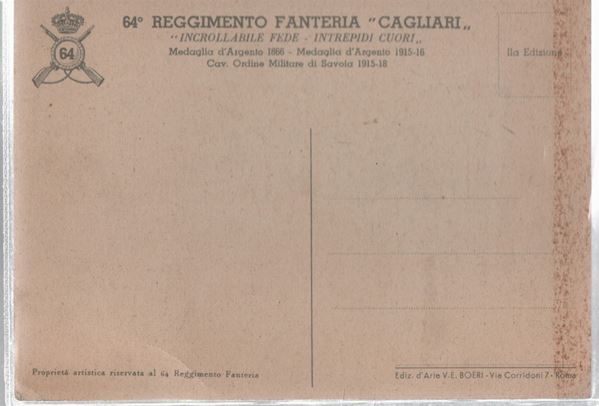 64° REGGIMENTO FANTERIA "CAGLIARI„
"INCROLLABILE FEDE - INTREPIDI CUORI„
Medaglia d'Argento 1866 - Medaglia d'Argento 1915-16
Cav. Ordine Militare di Savoia 1915-18
IIa Edizione
64
Proprietà artistica riservata al 64 Reggimento Fanteria
Ediz. d'Arte V. E. BOERI - Via Corridoni 7 - Roma